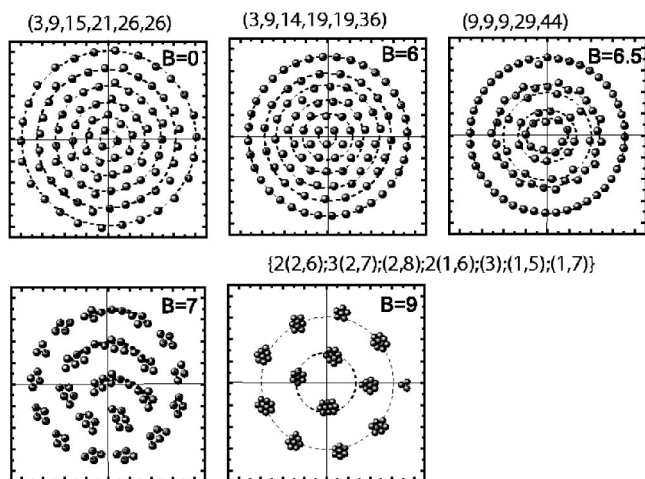 (3,9,15,21,26,26)
(3,9,14,19,19,36)
(9,9,9,29,44)
B=0
B=6
B=6.5
{2(2,6);3(2,7);(2,8);2(1,6);(3);(1,5);(1,7)}
B=7
B=9